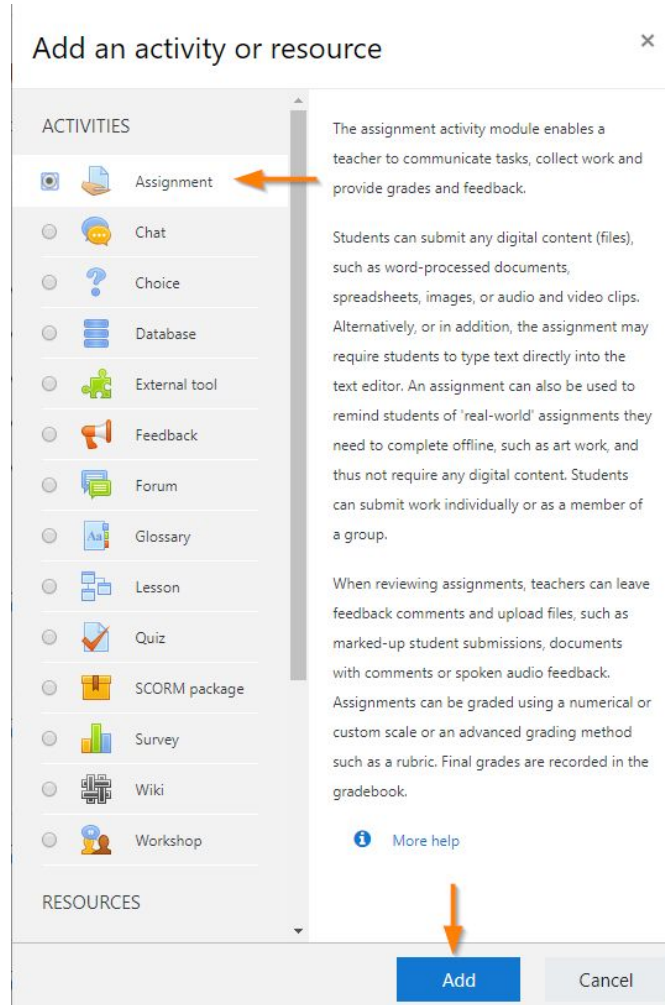 Add an activity or resource
×
ACTIVITIES
Assignment
Chat
Choice
Database
External tool
Feedback
Forum
Aa
Glossary
Lesson
Quiz
SCORM package
Survey
Wiki
Workshop
RESOURCES
The assignment activity module enables a
teacher to communicate tasks, collect work and
provide grades and feedback.
Students can submit any digital content (files),
such as word-processed documents,
spreadsheets, images, or audio and video clips.
Alternatively, or in addition, the assignment may
require students to type text directly into the
text editor. An assignment can also be used to
remind students of 'real-world' assignments they
need to complete offline, such as art work, and
thus not require any digital content. Students
can submit work individually or as a member of
a group.
When reviewing assignments, teachers can leave
feedback comments and upload files, such as
marked-up student submissions, documents
with comments or spoken audio feedback.
Assignments can be graded using a numerical or
custom scale or an advanced grading method
such as a rubric. Final grades are recorded in the
gradebook.
More help
Add
Cancel